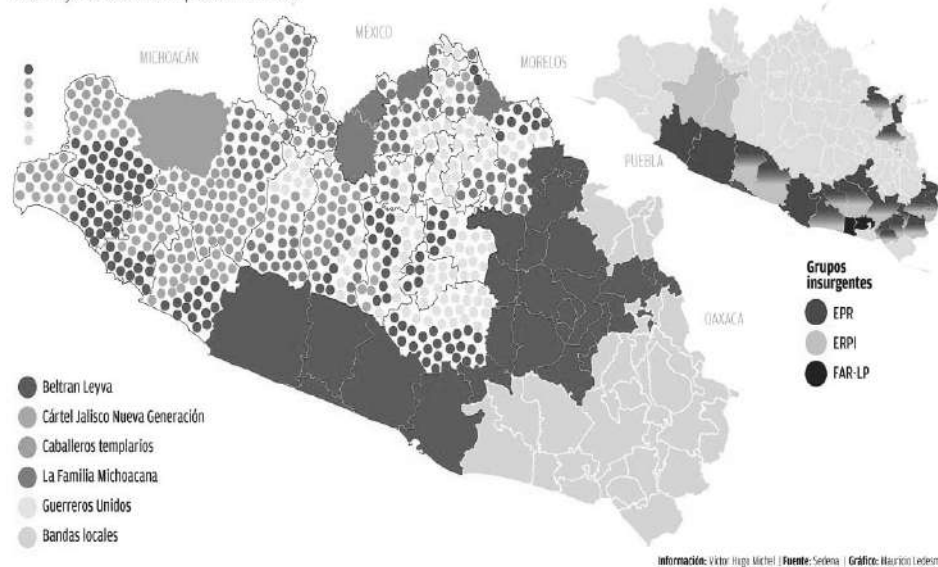 MÉXICO
MICHOACÁN
MORELOS
PUEBLA
OAXACA
Grupos
insurgentes
EPR
ERPI
FAR-LP
Beltran Leyva
Cártel Jalisco Nueva Generación
Caballeros templarios
La Familia Michoacana
Guerreros Unidos
Bandas locales
Información: Víctor Hugo Michel | Fuente: Sedena | Gráfico: Mauricio Ledesm